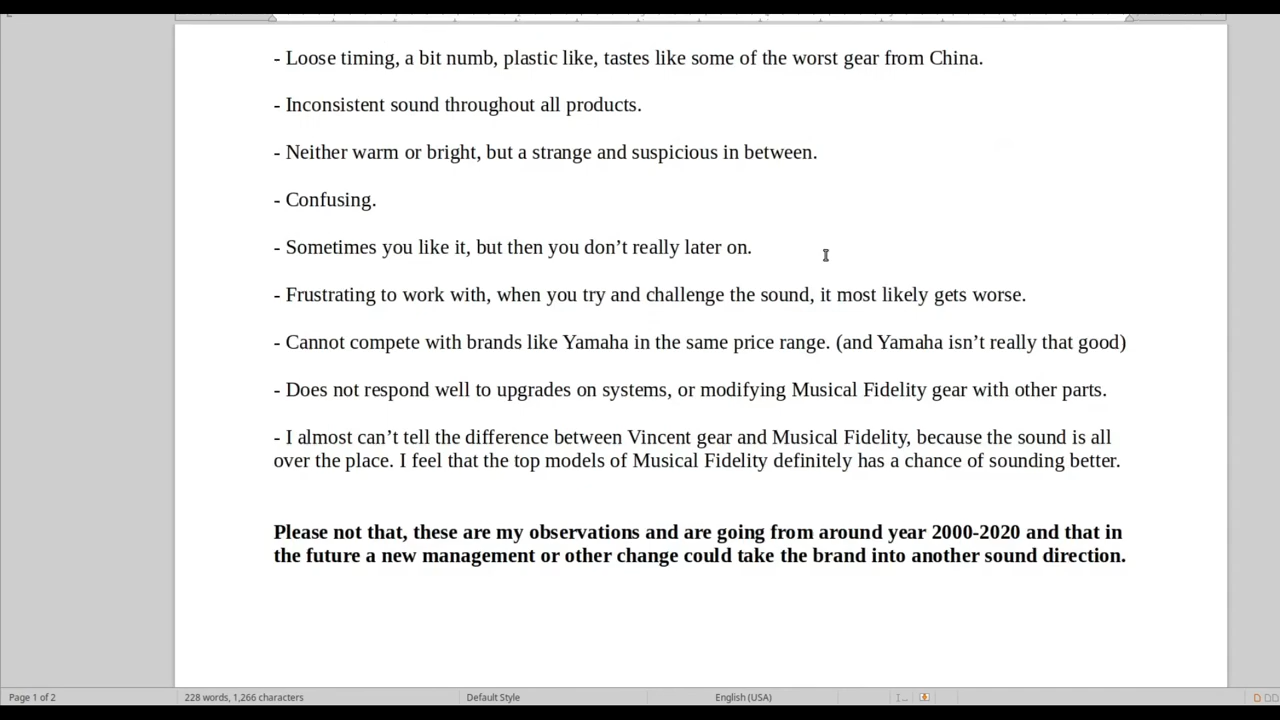 - Loose timing, a bit numb, plastic like, tastes like some of the worst gear from China.
- Inconsistent sound throughout all products.
- Neither warm or bright, but a strange and suspicious in between.
- Confusing.
- Sometimes you like it, but then you don’t really later on.
- Frustrating to work with, when you try and challenge the sound, it most likely gets worse.
- Cannot compete with brands like Yamaha in the same price range. (and Yamaha isn’t really that good)
- Does not respond well to upgrades on systems, or modifying Musical Fidelity gear with other parts.
- I almost can’t tell the difference between Vincent gear and Musical Fidelity, because the sound is all
over the place. I feel that the top models of Musical Fidelity definitely has a chance of sounding better.
Please not that, these are my observations and are going from around year 2000-2020 and that in
the future a new management or other change could take the brand into another sound direction.
Page 1 of 2 228 words, 1,266 characters Default Style English (USA)